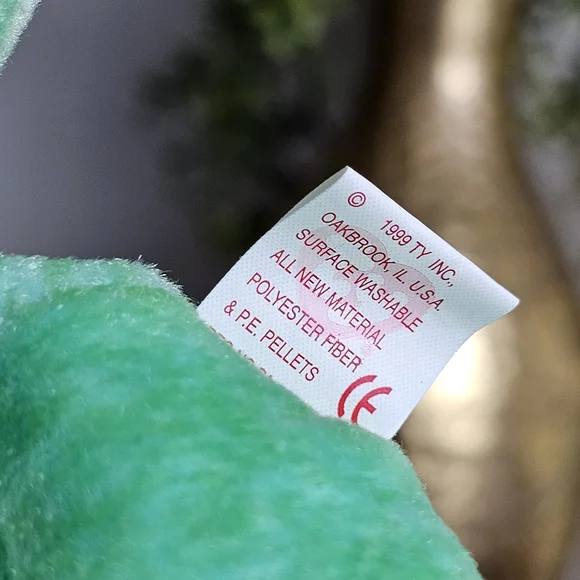 © 1999 TY INC.,
OAKBROOK, IL U.S.A.
SURFACE WASHABLE
ALL NEW MATERIAL
POLYESTER FIBER
& P.E. PELLETS
CE